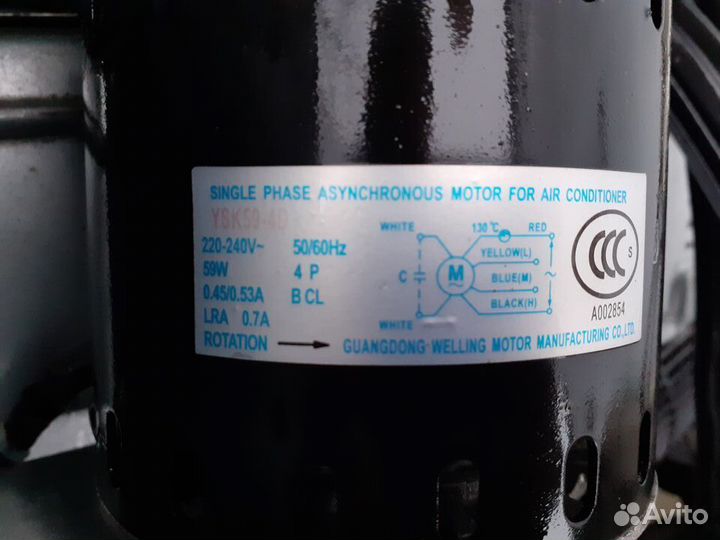 SINGLE PHASE ASYNCHRONOUS MOTOR FOR AIR CONDITIONER
YSK59-4D
220-240V~ 50/60Hz
59W 4 P
0.45/0.53A B CL
LRA 0.7A
ROTATION → GUANGDONG WELLING MOTOR MANUFACTURING CO.,LTD.
WHITE 130℃ RED
YELLOW(L)
C M BLUE(M)
BLACK(H)
WHITE
CCC S
A002854
Avito